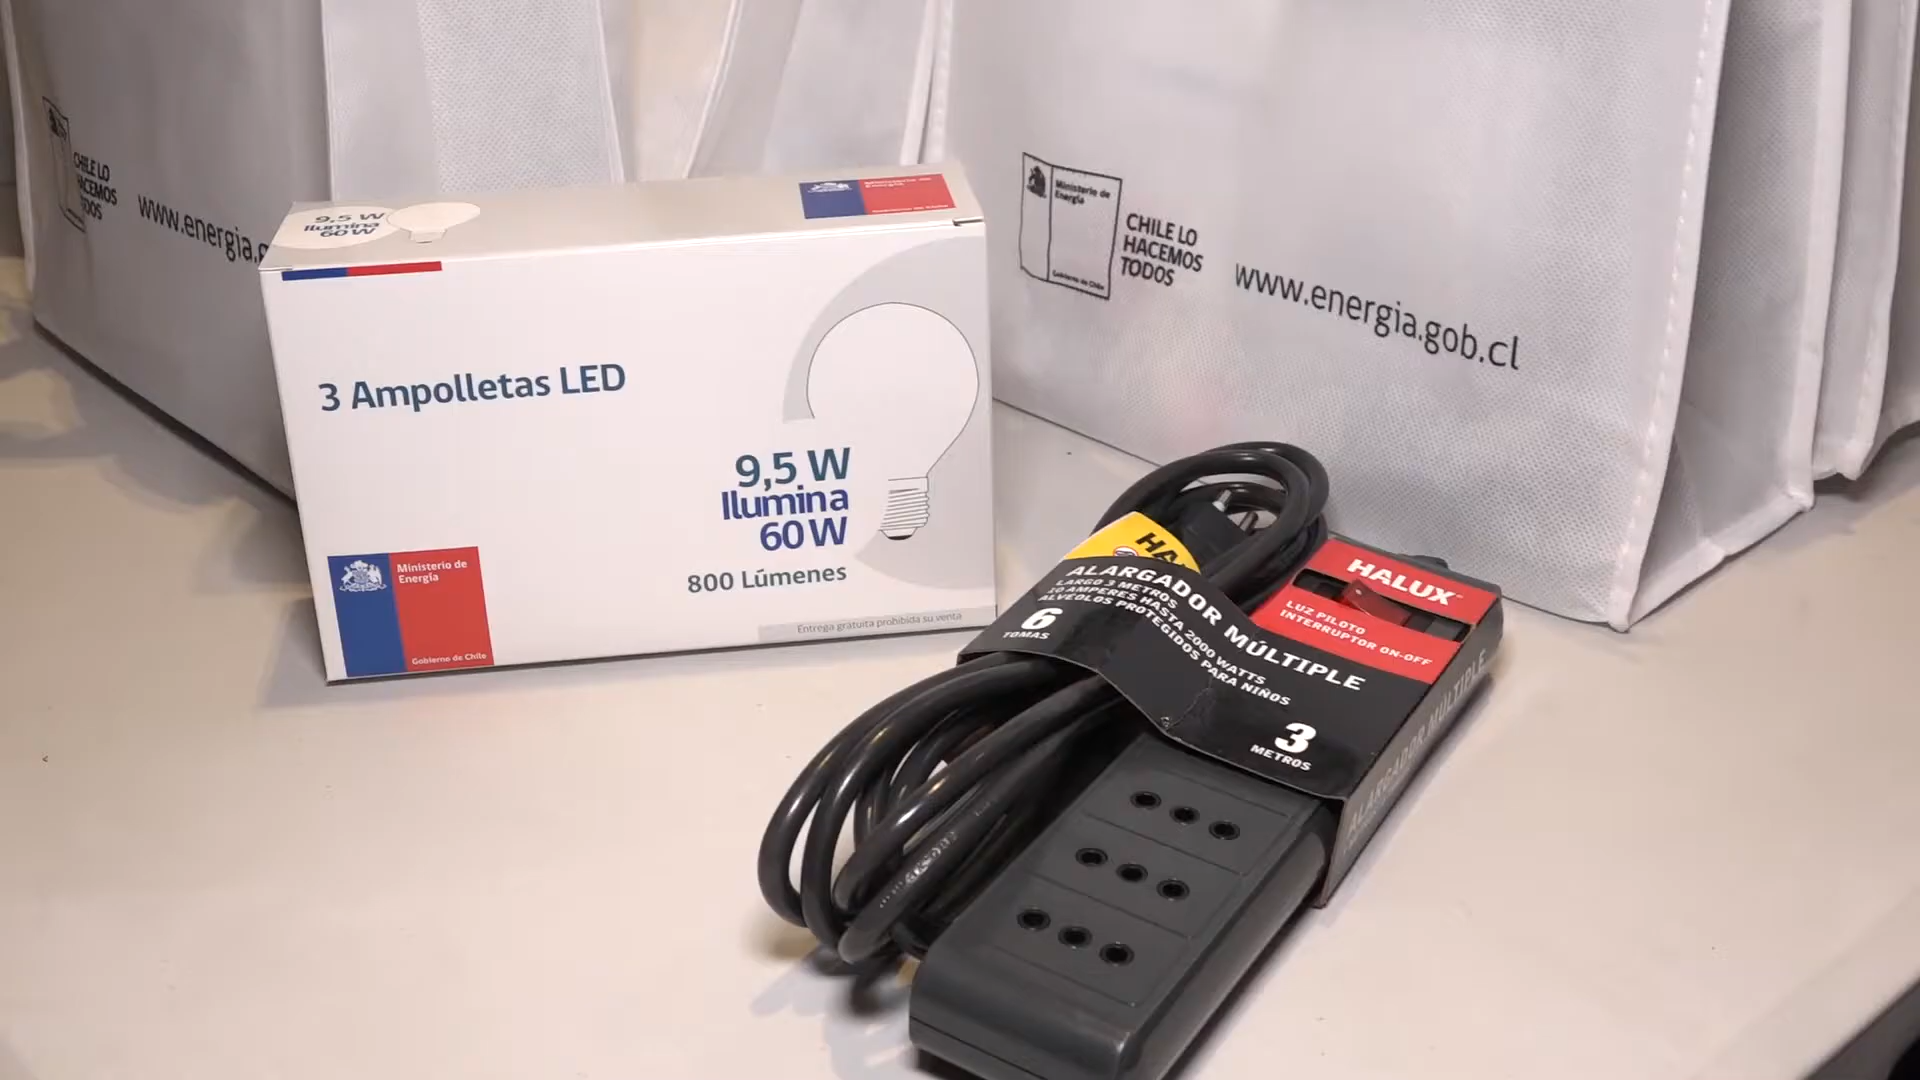 CHILE LO
HACEMOS
TODOS
www.energia.g
9,5 W
Ilumina
60 W
3 Ampolletas LED
9,5 W
Ilumina
60 W
800 Lúmenes
Ministerio de
Energía
Gobierno de Chile
Entrega gratuita prohibida su venta
Ministerio de
Energía
Gobierno de Chile
CHILE LO
HACEMOS
TODOS
www.energia.gob.cl
HALUX
LUZ PILOTO
INTERRUPTOR ON-OFF
ALARGADOR MÚLTIPLE
LARGO 3 METROS
10 AMPERES HASTA 2000 WATTS
ALVÉOLOS PROTEGIDOS PARA NIÑOS
6
TOMAS
3
METROS
ALARGADOR MÚLTIPLE